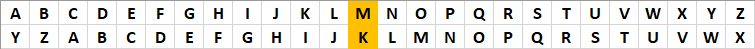 A B C D E F G H I J K L M N O P Q R S T U V W X Y Z
Y Z A B C D E F G H I J K L M N O P Q R S T U V W X